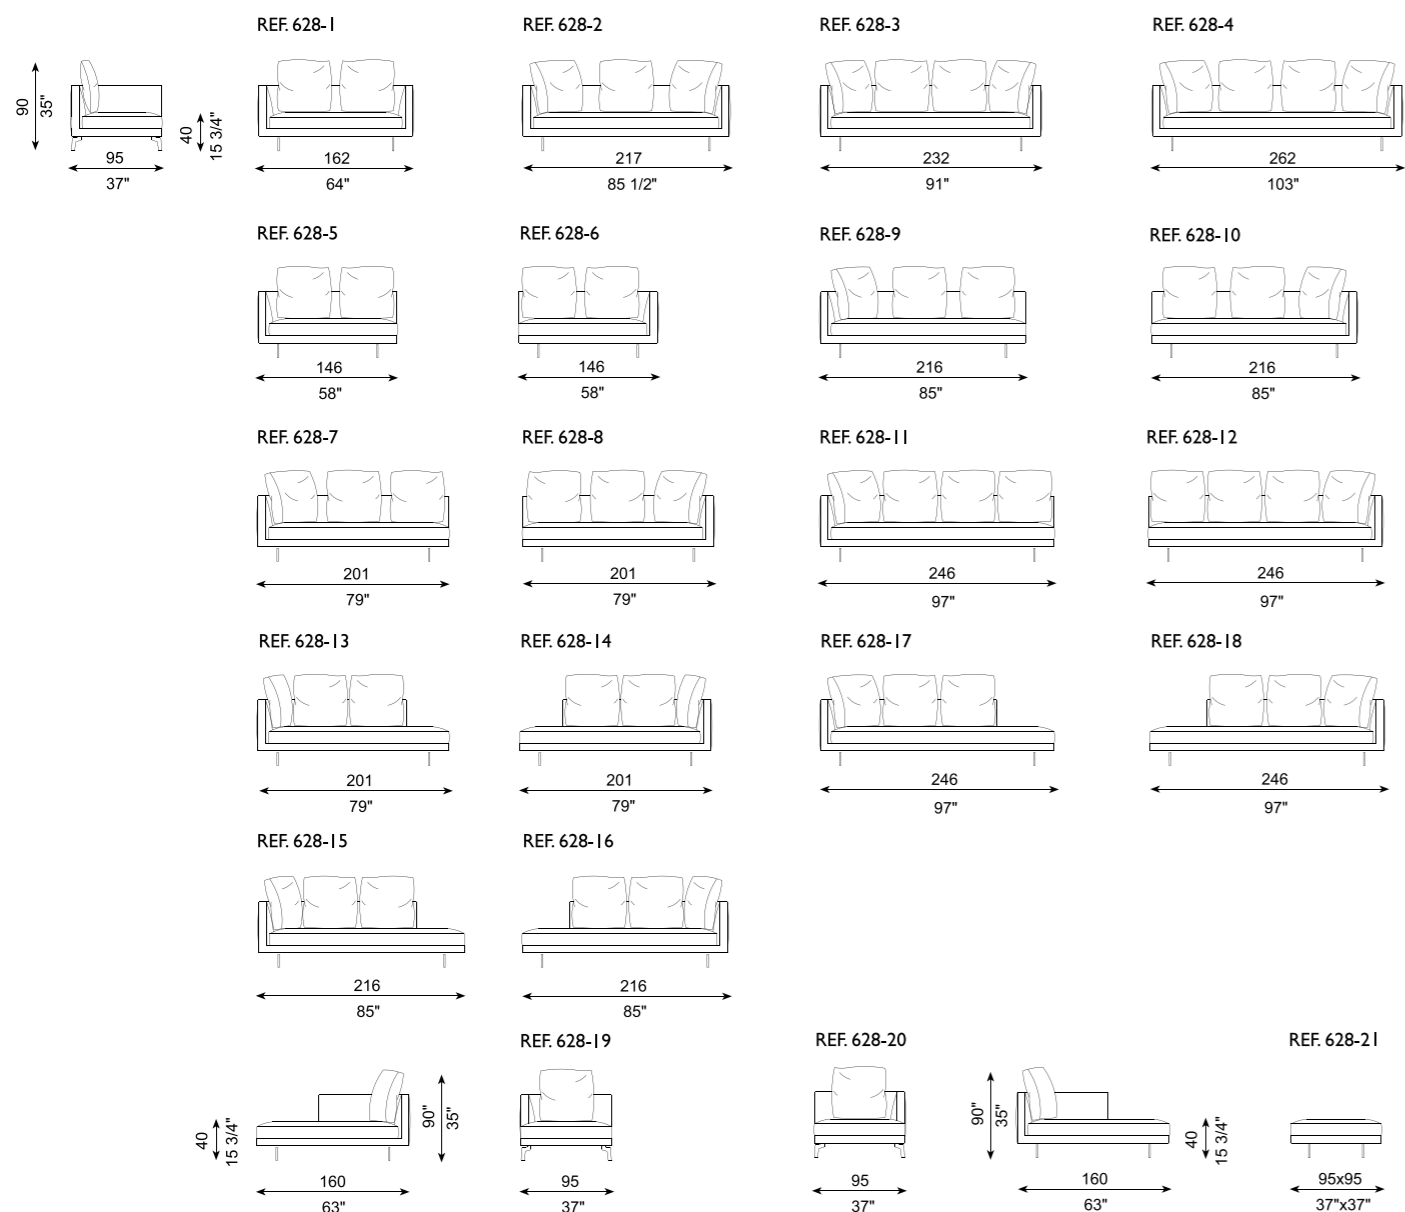 REF. 628-1
REF. 628-2
REF. 628-3
REF. 628-4
90
35"
40
15 3/4"
95
37"
162
64"
217
85 1/2"
232
91"
262
103"
REF. 628-5
REF. 628-6
REF. 628-9
REF. 628-10
146
58"
146
58"
216
85"
216
85"
REF. 628-7
REF. 628-8
REF. 628-11
REF. 628-12
201
79"
201
79"
246
97"
246
97"
REF. 628-13
REF. 628-14
REF. 628-17
REF. 628-18
201
79"
201
79"
246
97"
246
97"
REF. 628-15
REF. 628-16
216
85"
216
85"
REF. 628-19
REF. 628-20
REF. 628-21
40
15 3/4"
90"
35"
160
63"
95
37"
95
37"
90"
35"
160
63"
40
15 3/4"
95x95
37"x37"